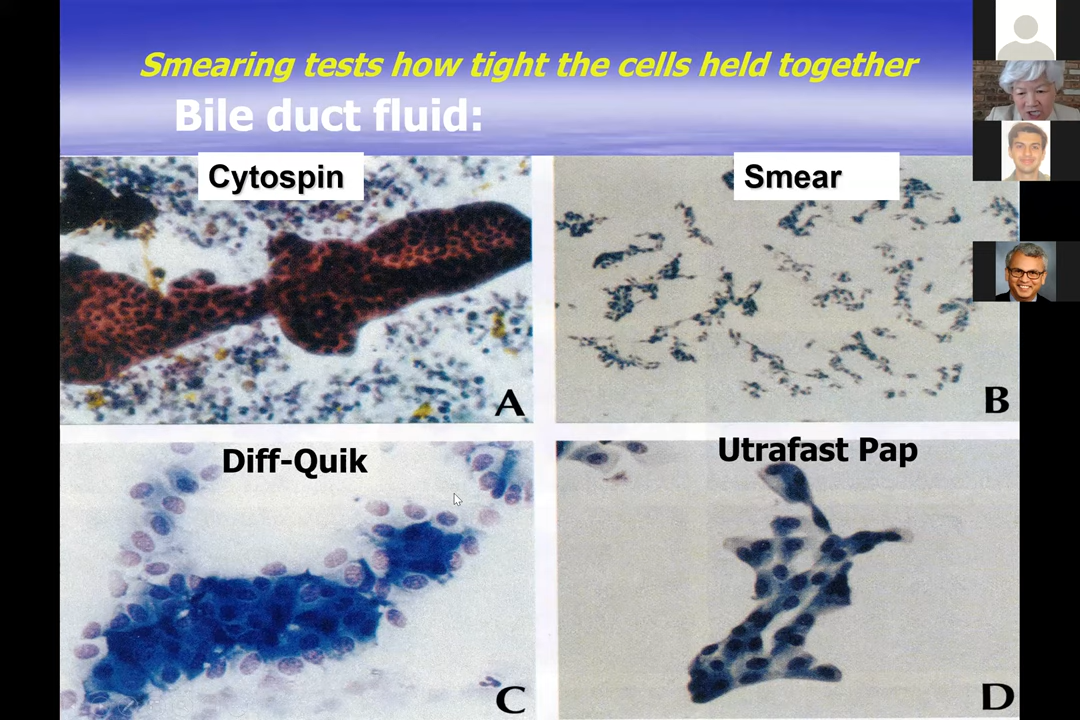 Smearing tests how tight the cells held together
Bile duct fluid:
Cytospin
Smear
A
B
Diff-Quik
Utrafast Pap
C
D